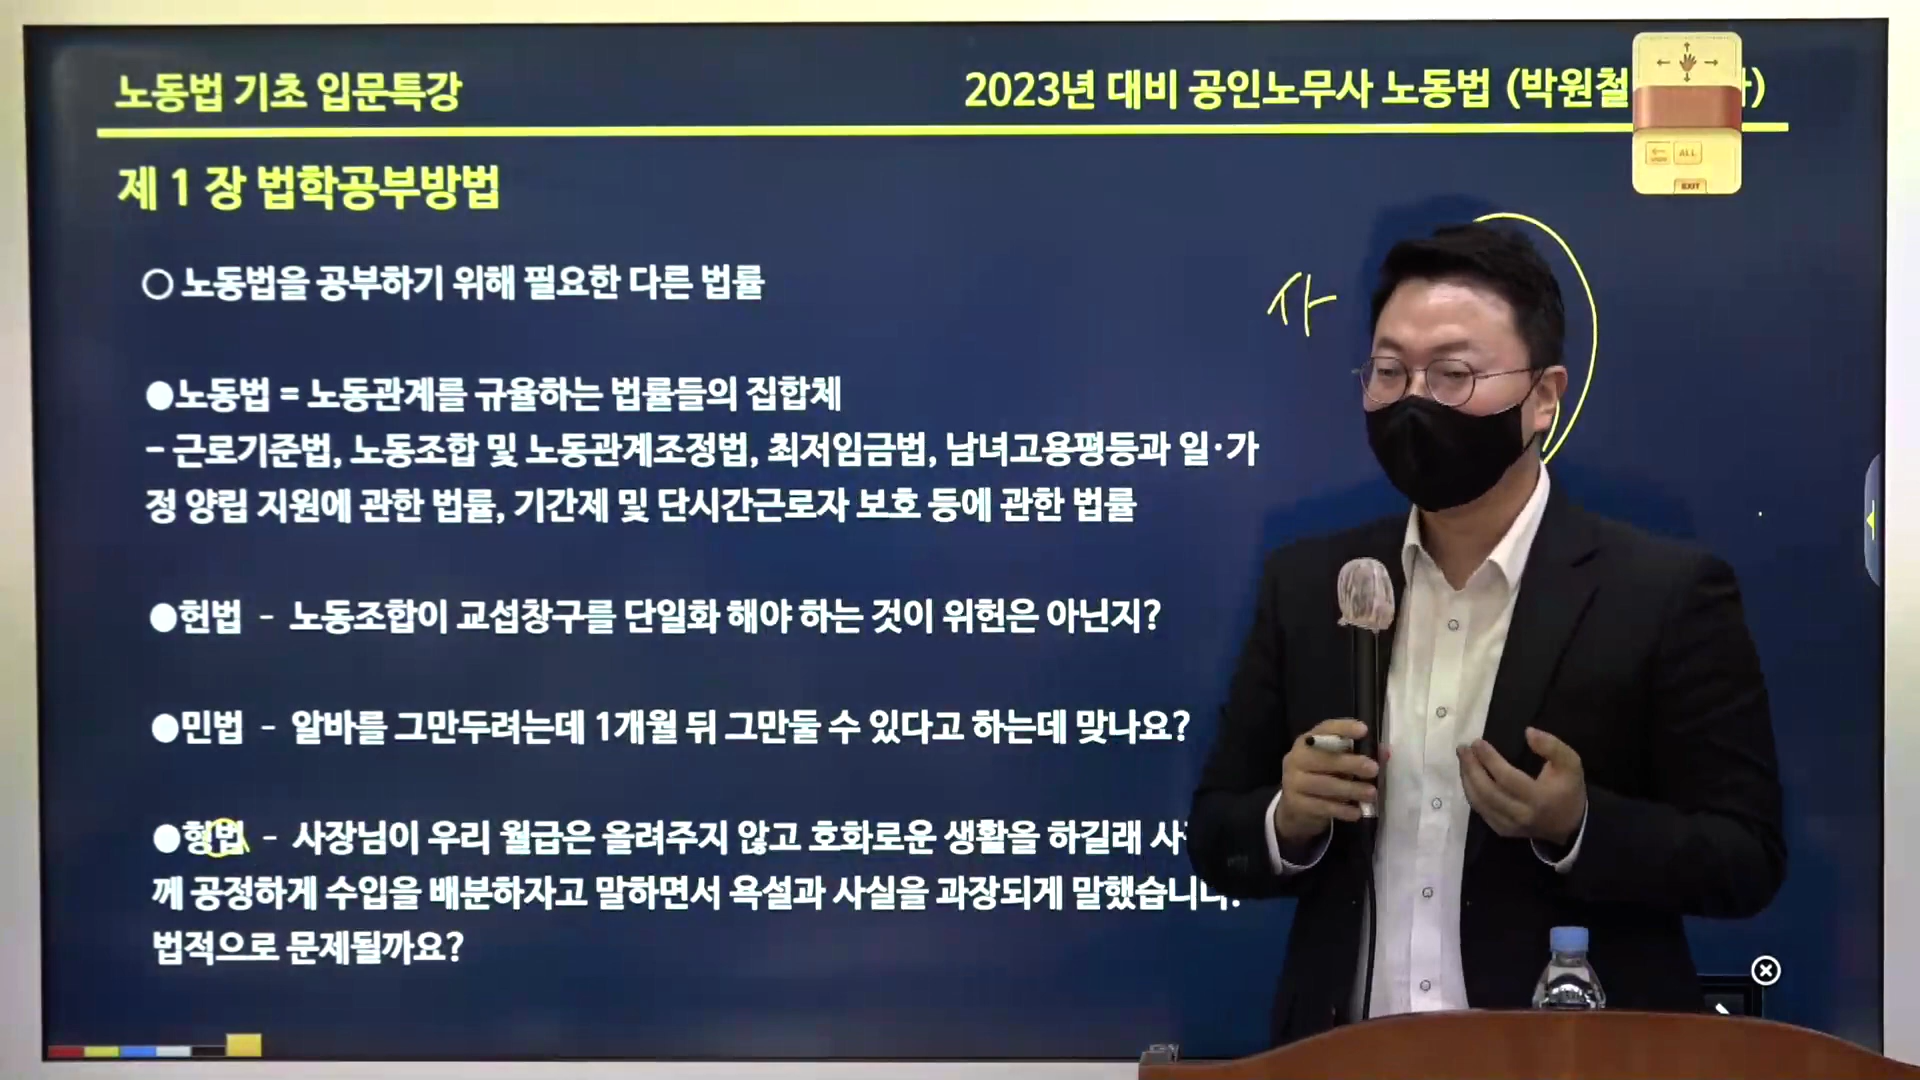 노동법 기초 입문특강
2023년 대비 공인노무사 노동법 (박원철
ALL
EXIT
제 1 장 법학공부방법
○ 노동법을 공부하기 위해 필요한 다른 법률
사
●노동법 = 노동관계를 규율하는 법률들의 집합체
- 근로기준법, 노동조합 및 노동관계조정법, 최저임금법, 남녀고용평등과 일·가
정 양립 지원에 관한 법률, 기간제 및 단시간근로자 보호 등에 관한 법률
●헌법 - 노동조합이 교섭창구를 단일화 해야 하는 것이 위헌은 아닌지?
●민법 - 알바를 그만두려는데 1개월 뒤 그만둘 수 있다고 하는데 맞나요?
●형법 - 사장님이 우리 월급은 올려주지 않고 호화로운 생활을 하길래
께 공정하게 수입을 배분하자고 말하면서 욕설과 사실을 과장되게 말했습니다.
법적으로 문제될까요?